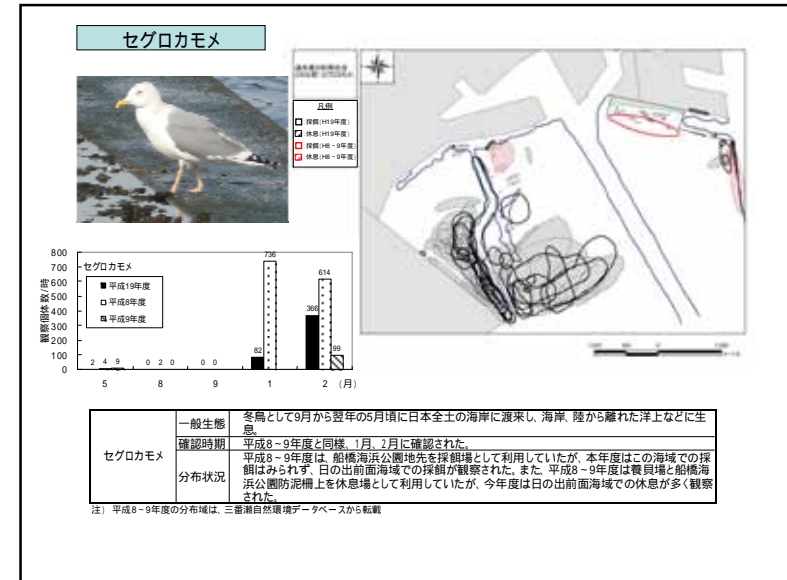 セグロカモメ
凡例
採餌(H19年度)
休息(H19年度)
採餌(H8～9年度)
休息(H8～9年度)
セグロカモメ
平成19年度
平成8年度
平成9年度
観察個体数/時
800
700
600
500
400
300
200
100
0
2 4 9 0 2 0 0 0 82 736 366 614 99
5 8 9 1 2 (月)
セグロカモメ
一般生態
冬鳥として9月から翌年の5月頃に日本全土の海岸に渡来し、海岸、陸から離れた洋上などに生
息。
確認時期
平成8～9年度と同様、1月、2月に確認された。
分布状況
平成8～9年度は、船橋海浜公園地先を採餌場として利用していたが、本年度はこの海域での採
餌はみられず、日の出前面海域での採餌が観察された。また、平成8～9年度は養貝場と船橋海
浜公園防泥柵上を休息場として利用していたが、今年度は日の出前面海域での休息が多く観察
された。
注) 平成8～9年度の分布域は、三番瀬自然環境データベースから転載